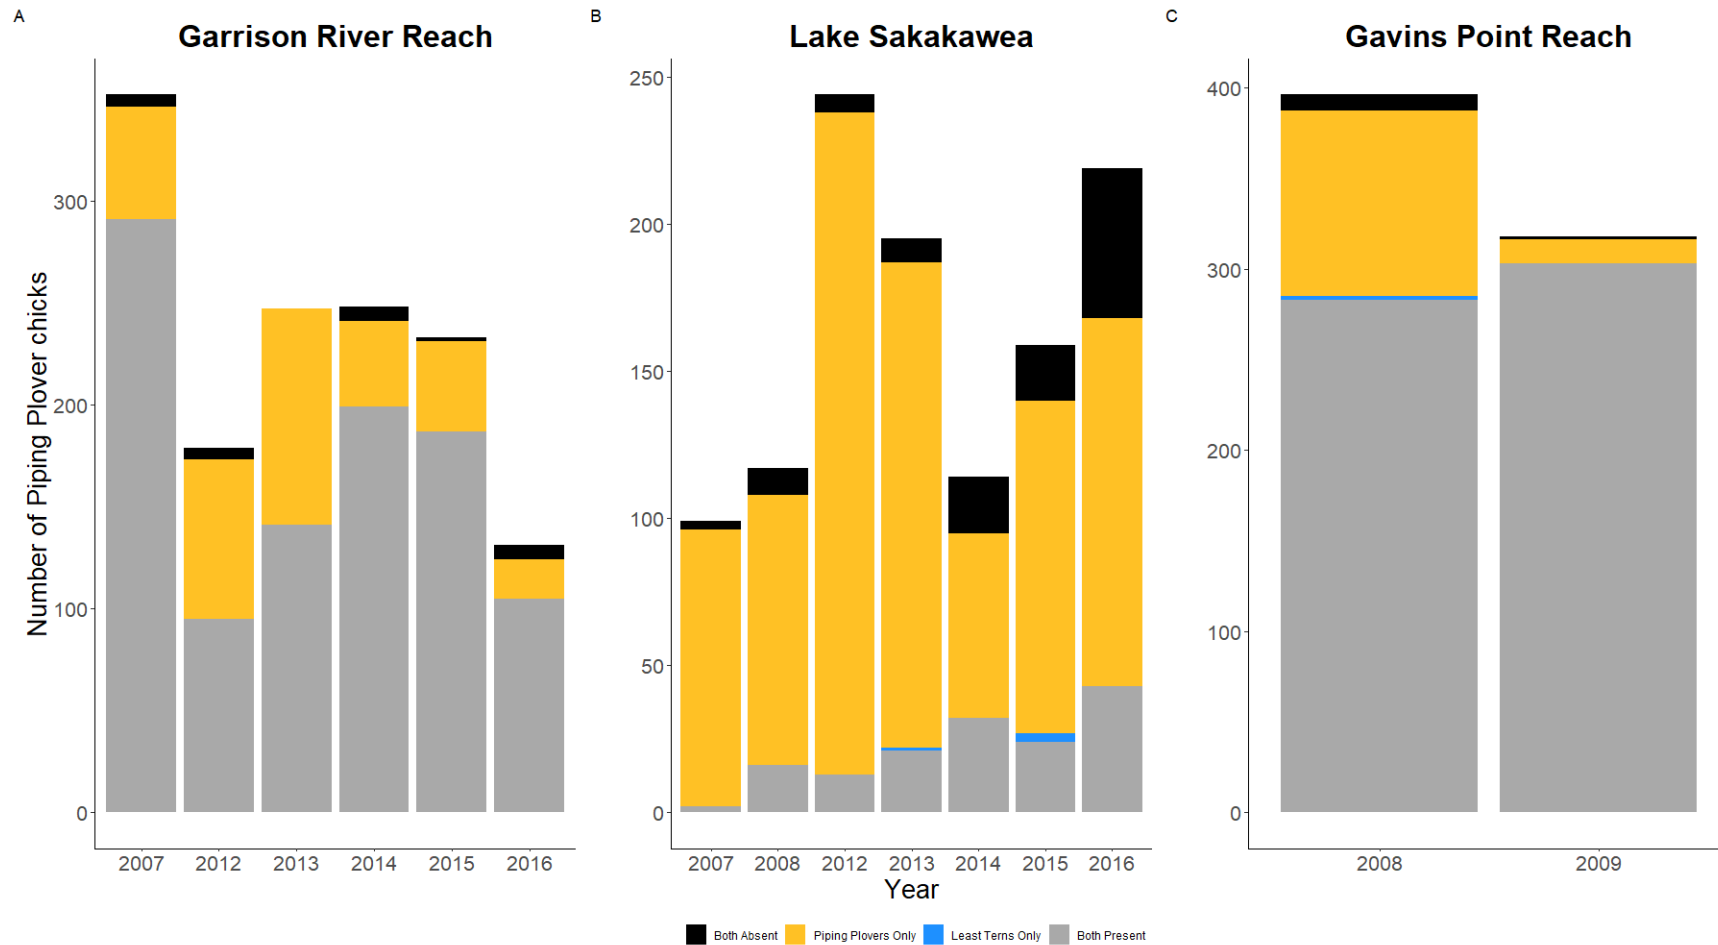 A
B
C
Garrison River Reach
Lake Sakakawea
Gavins Point Reach
Number of Piping Plover chicks
300
200
100
0
2007 2012 2013 2014 2015 2016
250
200
150
100
50
0
2007 2008 2012 2013 2014 2015 2016
400
300
200
100
0
2008 2009
Year
Both Absent Piping Plovers Only Least Terns Only Both Present